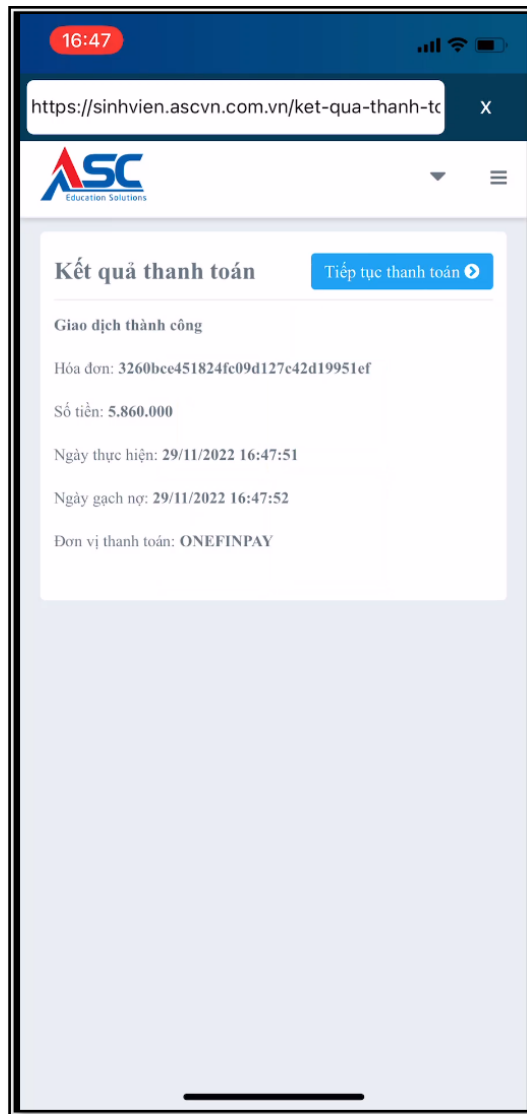 16:47
https://sinhvien.ascvn.com.vn/ket-qua-thanh-tc
x
ASC
Education Solutions
Kết quả thanh toán
Tiếp tục thanh toán
Giao dịch thành công
Hóa đơn: 3260bce451824fc09d127c42d19951ef
Số tiền: 5.860.000
Ngày thực hiện: 29/11/2022 16:47:51
Ngày gạch nợ: 29/11/2022 16:47:52
Đơn vị thanh toán: ONEFINPAY